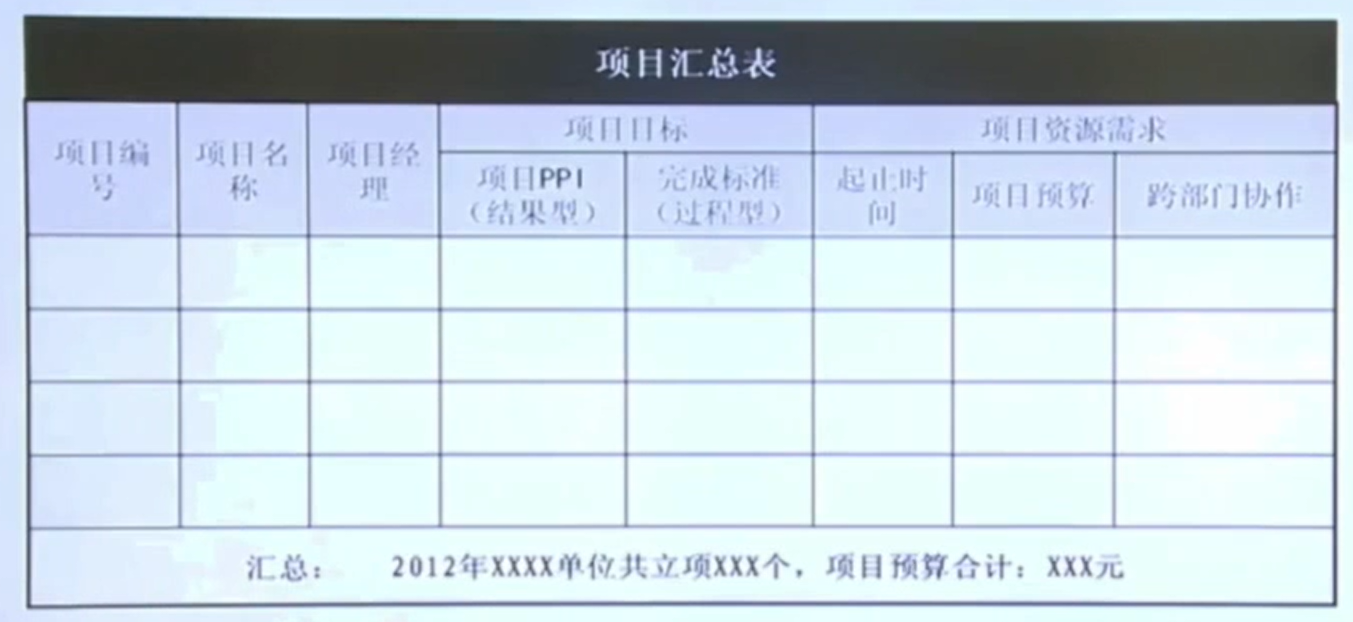 项目汇总表
项目编号
项目名称
项目经理
项目目标
项目资源需求
项目PPI
(结果型)
完成标准
(过程型)
起止时间
项目预算
跨部门协作
汇总: 2012年XXXX单位共立项XXX个,项目预算合计:XXX元